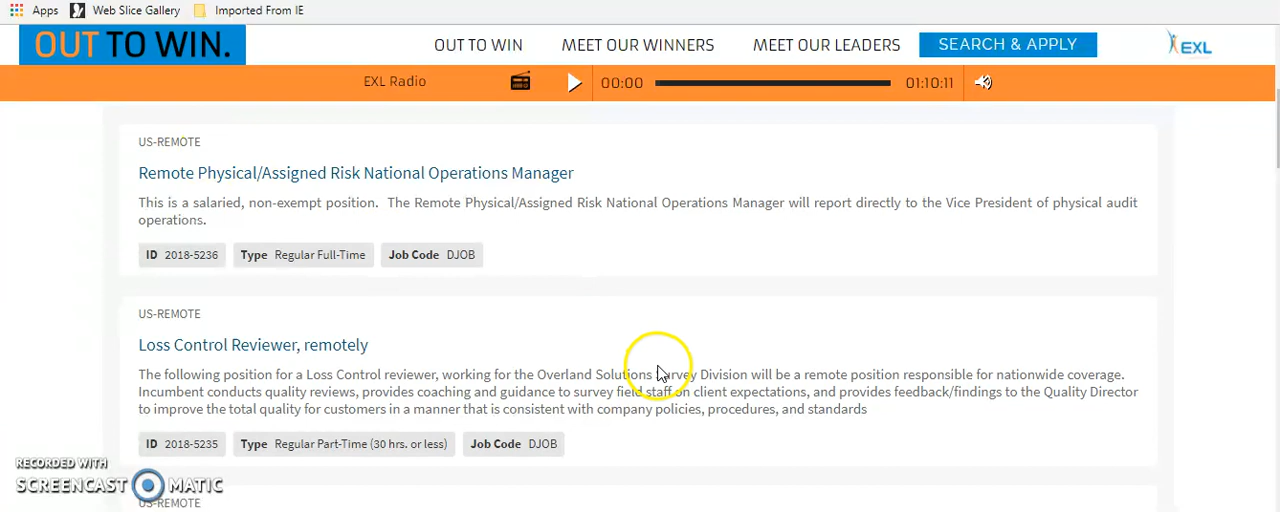 Apps Web Slice Gallery Imported From IE
OUT TO WIN. OUT TO WIN MEET OUR WINNERS MEET OUR LEADERS SEARCH & APPLY EXL
EXL Radio 00:00 01:10:11
US-REMOTE
Remote Physical/Assigned Risk National Operations Manager
This is a salaried, non-exempt position. The Remote Physical/Assigned Risk National Operations Manager will report directly to the Vice President of physical audit
operations.
ID 2018-5236 Type Regular Full-Time Job Code DJOB
US-REMOTE
Loss Control Reviewer, remotely
The following position for a Loss Control reviewer, working for the Overland Solutions Survey Division will be a remote position responsible for nationwide coverage.
Incumbent conducts quality reviews, provides coaching and guidance to survey field staff on client expectations, and provides feedback/findings to the Quality Director
to improve the total quality for customers in a manner that is consistent with company policies, procedures, and standards
ID 2018-5235 Type Regular Part-Time (30 hrs. or less) Job Code DJOB
RECORDED WITH
SCREENCAST MATIC
US-REMOTE